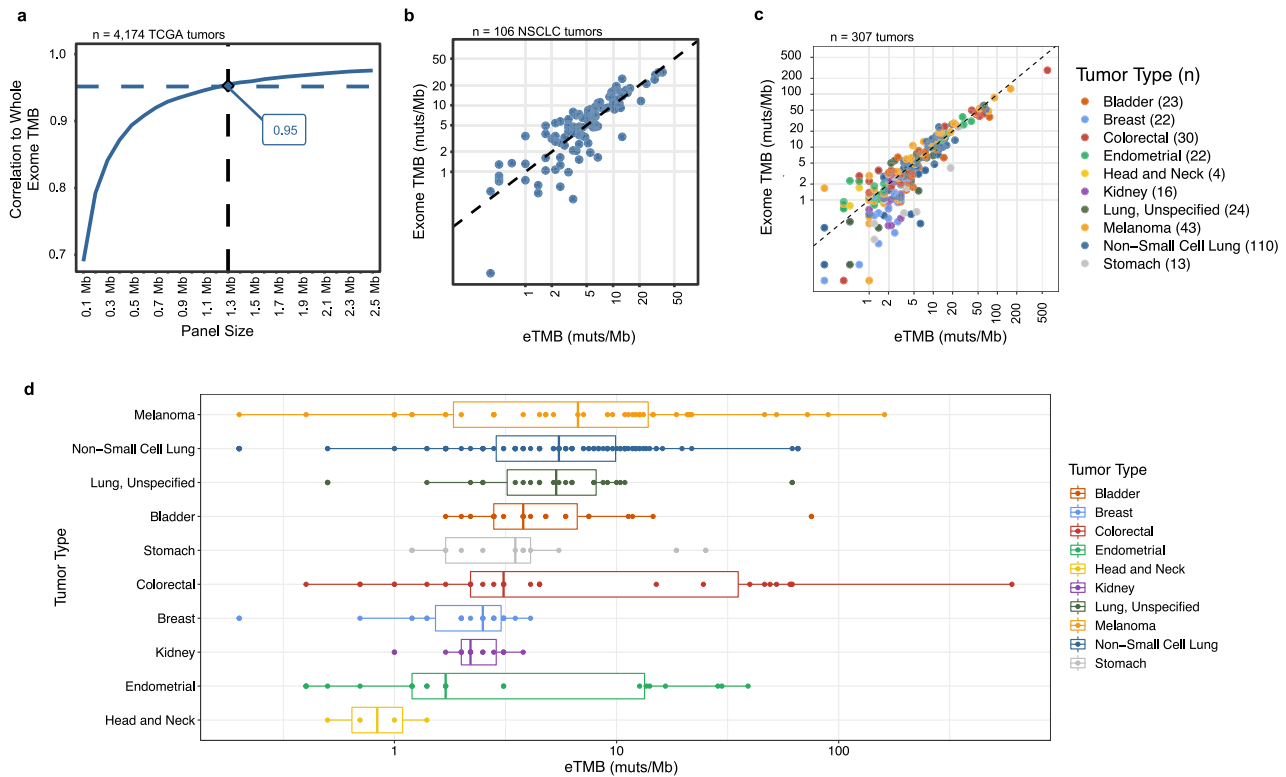 a
n = 4,174 TCGA tumors
Correlation to Whole
Exome TMB
1.0
0.9
0.8
0.7
0.95
0.1 Mb
0.3 Mb
0.5 Mb
0.7 Mb
0.9 Mb
1.1 Mb
1.3 Mb
1.5 Mb
1.7 Mb
1.9 Mb
2.1 Mb
2.3 Mb
2.5 Mb
Panel Size
b
n = 106 NSCLC tumors
Exome TMB (muts/Mb)
50
20
10
5
2
1
1
2
5
10
20
50
eTMB (muts/Mb)
c
n = 307 tumors
Exome TMB (muts/Mb)
500
200
100
50
20
10
5
2
1
1
2
5
10
20
50
100
200
500
eTMB (muts/Mb)
Tumor Type (n)
Bladder (23)
Breast (22)
Colorectal (30)
Endometrial (22)
Head and Neck (4)
Kidney (16)
Lung, Unspecified (24)
Melanoma (43)
Non−Small Cell Lung (110)
Stomach (13)
d
Tumor Type
Melanoma
Non−Small Cell Lung
Lung, Unspecified
Bladder
Stomach
Colorectal
Breast
Kidney
Endometrial
Head and Neck
1
10
100
eTMB (muts/Mb)
Tumor Type
Bladder
Breast
Colorectal
Endometrial
Head and Neck
Kidney
Lung, Unspecified
Melanoma
Non−Small Cell Lung
Stomach